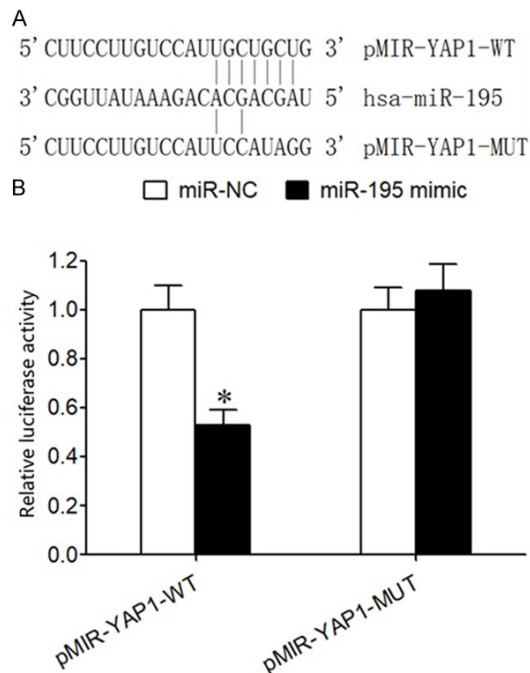 A
5' CUUCCUUGUCCAUUGCUGCUG 3' pMIR-YAP1-WT
3' CGGUUAUAAAGACACGACGAU 5' hsa-miR-195
5' CUUCCUUGUCCAUUCCAUAGG 3' pMIR-YAP1-MUT
B
miR-NC miR-195 mimic
Relative luciferase activity
1.2
1.0
0.8
0.6
0.4
0.2
0.0
*
pMIR-YAP1-WT
pMIR-YAP1-MUT